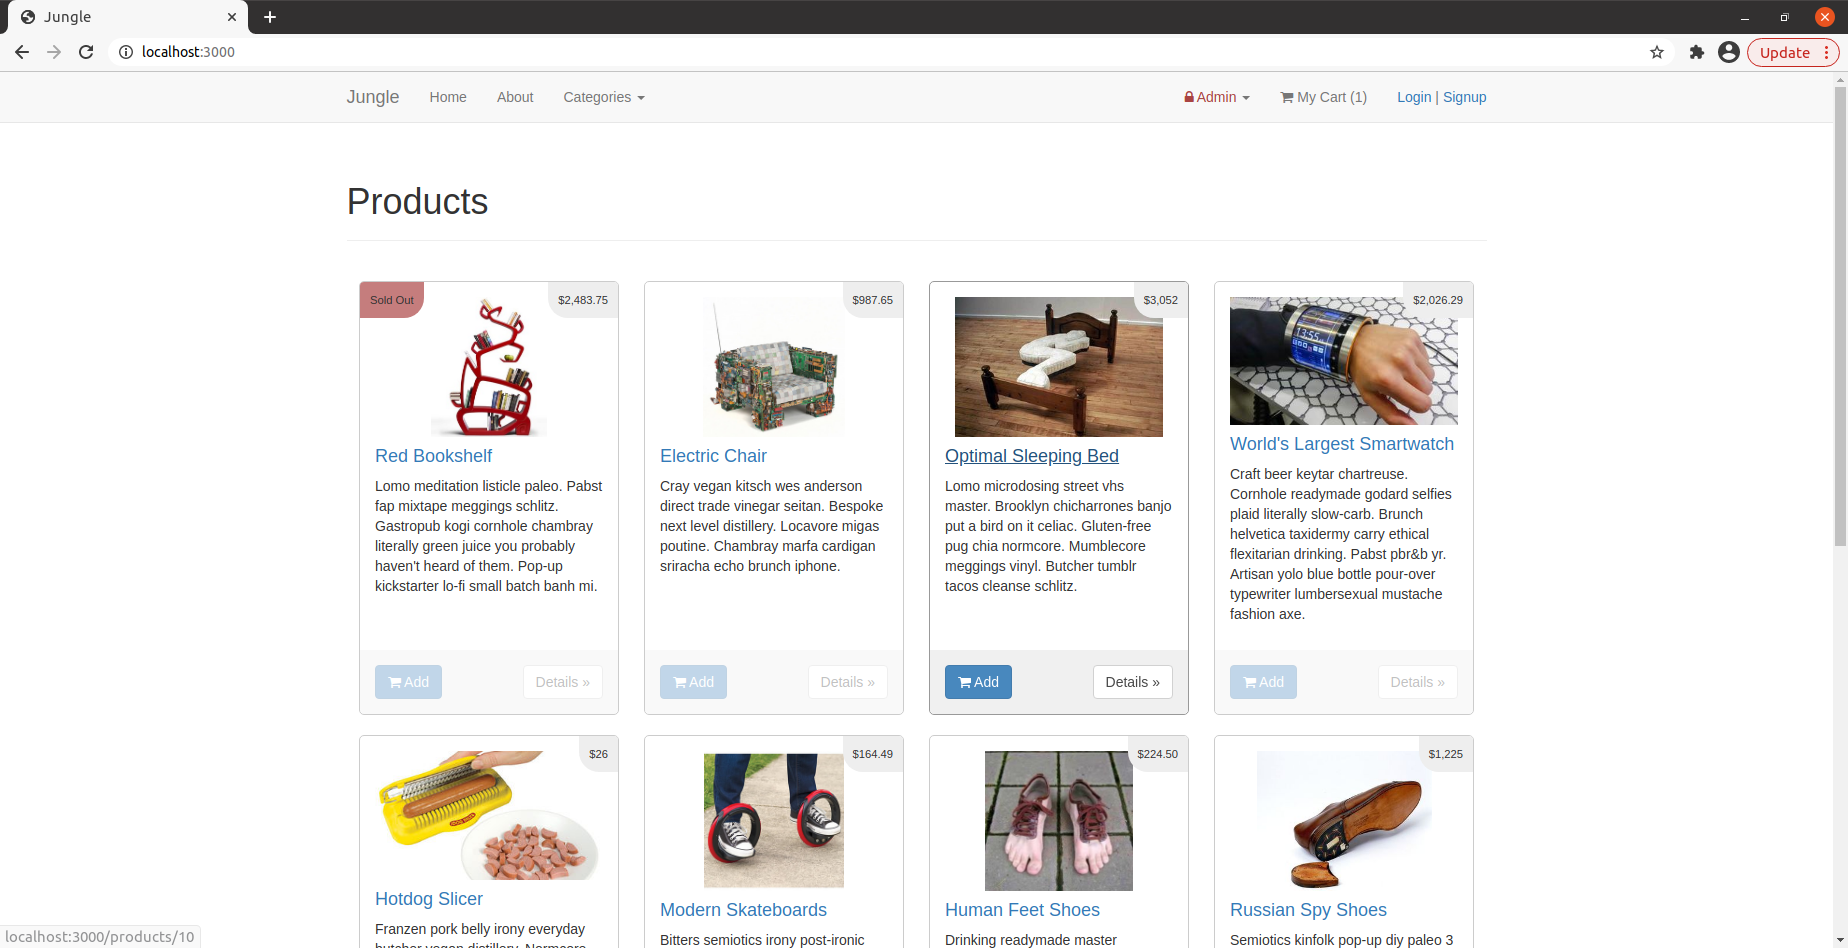 Jungle
localhost:3000
Update
Jungle Home About Categories Admin My Cart (1) Login | Signup
Products
Sold Out
$2,483.75
Red Bookshelf
Lomo meditation listicle paleo. Pabst
fap mixtape meggings schlitz.
Gastropub kogi cornhole chambray
literally green juice you probably
haven't heard of them. Pop-up
kickstarter lo-fi small batch banh mi.
Add Details »
$987.65
Electric Chair
Cray vegan kitsch wes anderson
direct trade vinegar seitan. Bespoke
next level distillery. Locavore migas
poutine. Chambray marfa cardigan
sriracha echo brunch iphone.
Add Details »
$3,052
Optimal Sleeping Bed
Lomo microdosing street vhs
master. Brooklyn chicharrones banjo
put a bird on it celiac. Gluten-free
pug chia normcore. Mumblecore
meggings vinyl. Butcher tumblr
tacos cleanse schlitz.
Add Details »
$2,026.29
13:55
World's Largest Smartwatch
Craft beer keytar chartreuse.
Cornhole readymade godard selfies
plaid literally slow-carb. Brunch
helvetica taxidermy carry ethical
flexitarian drinking. Pabst pbr&b yr.
Artisan yolo blue bottle pour-over
typewriter lumbersexual mustache
fashion axe.
Add Details »
$26
Hotdog Slicer
Franzen pork belly irony everyday
butcher vegan distillery. Normcore
$164.49
Modern Skateboards
Bitters semiotics irony post-ironic
$224.50
Human Feet Shoes
Drinking readymade master
$1,225
Russian Spy Shoes
Semiotics kinfolk pop-up diy paleo 3
localhost:3000/products/10